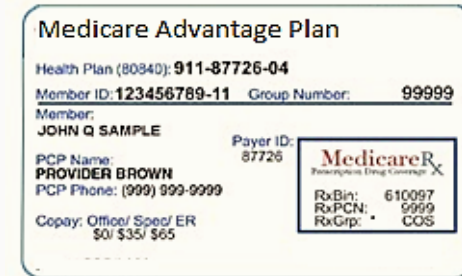 Medicare Advantage Plan
Health Plan (80840): 911-87726-04
Member ID:123456789-11 Group Number: 99999
Member:
JOHN Q SAMPLE
Payer ID:
87726
PCP Name:
PROVIDER BROWN
PCP Phone: (999) 999-9999
Copay: Office/ Spec/ ER
$0/ $35/ $65
MedicareRx
Prescription Drug Coverage
RxBin: 610097
RxPCN: 9999
RxGrp: COS